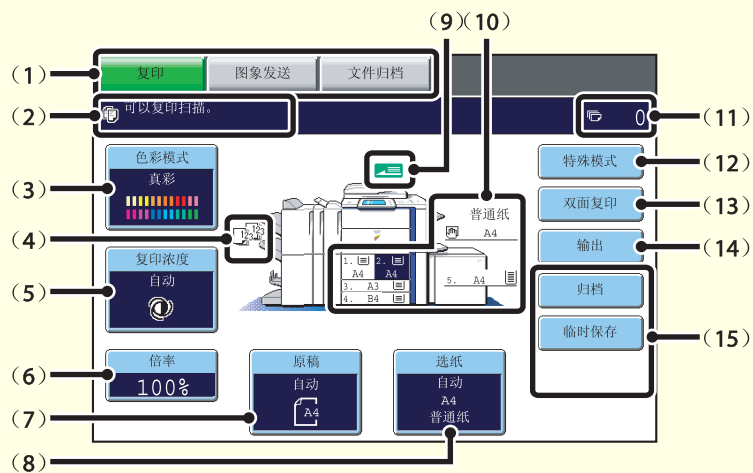 (9) (10)
(1) 复印 图象发送 文件归档
(2) 可以复印扫描。 0 (11)
色彩模式 特殊模式 (12)
(3) 真彩
普通纸 双面复印 (13)
(4) 123 123 A4
复印浓度 输出 (14)
(5) 自动 1. 2.
A4 A4 5. A4 归档
3. A3
4. B4 临时保存 (15)
倍率 原稿 选纸
(6) 100% 自动 自动
A4 A4
(7) 普通纸
(8)